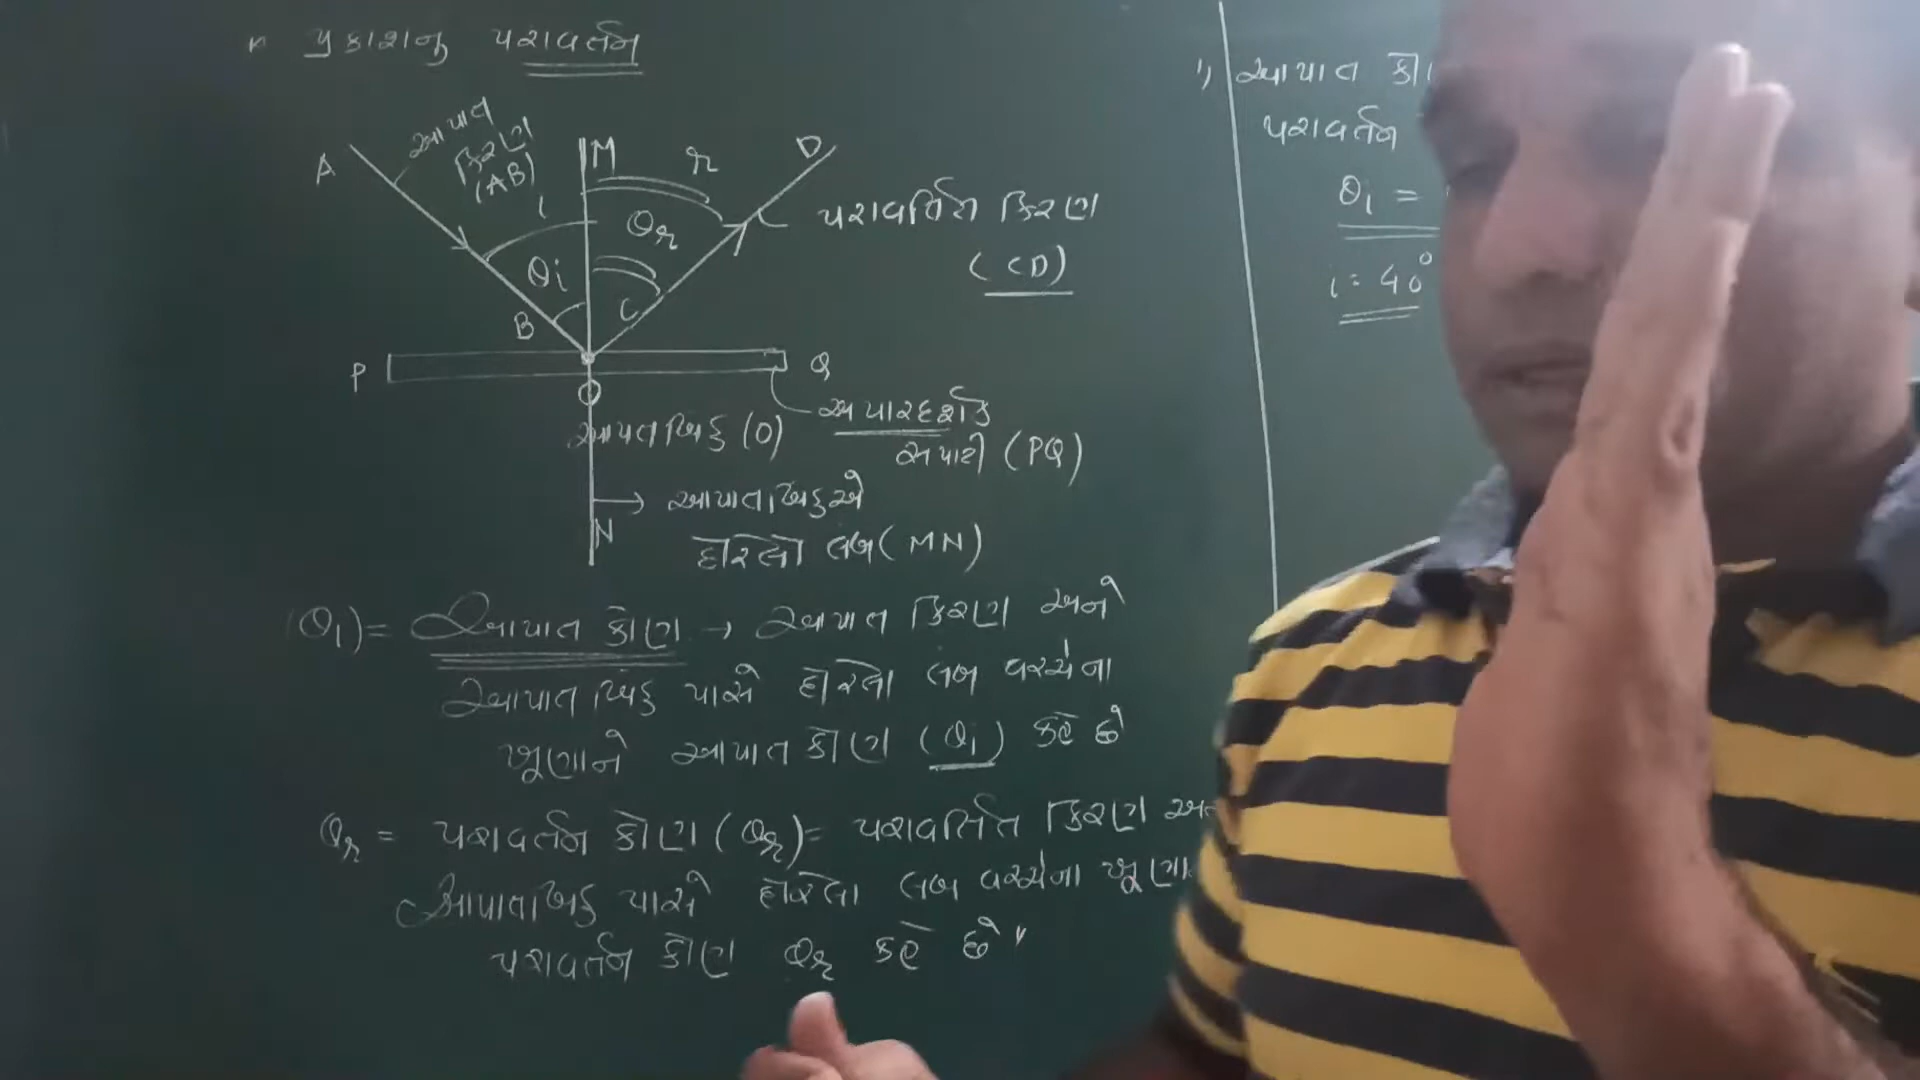 પ્રકાશનુ પરાવર્તન
A
આપાત
કિરણ
(AB)
M
r
D
i
θr
θi
B
C
પરાવર્તિત કિરણ
(CD)
P
Q
O
આપાતબિંદુ (O)
અપારદર્શક
સપાટી (PQ)
N
આપાતબિંદુએ
દોરેલો લંબ (MN)
(θi) = આપાત કોણ → આપાત કિરણ અને
આપાતબિંદુ પાસે દોરેલા લંબ વચ્ચેના
ખૂણાને આપાત કોણ (θi) કહે છે
θr = પરાવર્તન કોણ (θr) = પરાવર્તિત કિરણ
આપાતબિંદુ પાસે દોરેલા લંબ વચ્ચેના
પરાવર્તન કોણ θr કહે છે"
1) આપાત
પરાવર્તન
θi =
i = 40°